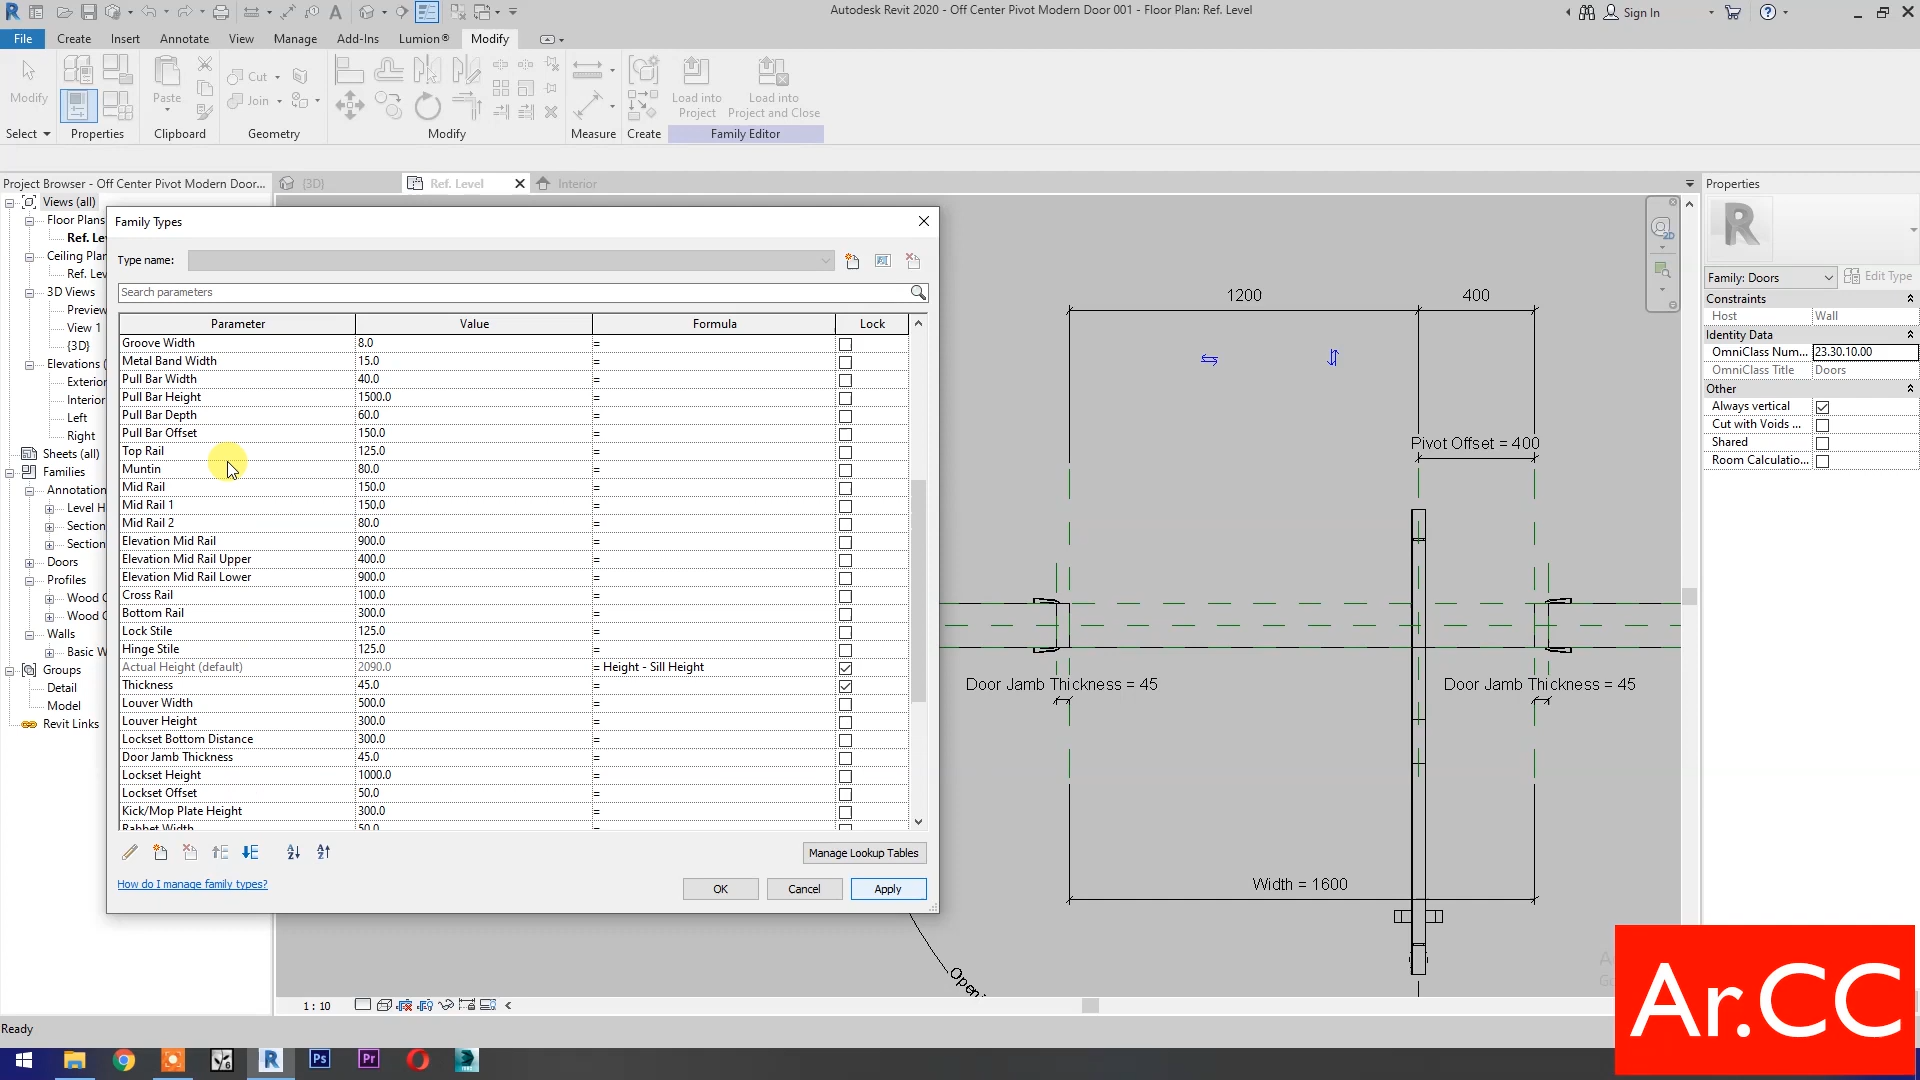 Autodesk Revit 2020 - Off Center Pivot Modern Door 001 - Floor Plan: Ref. Level
Sign In
File Create Insert Annotate View Manage Add-Ins Lumion® Modify
Modify
Paste
Cut
Join
Load into Project
Load into Project and Close
Select Properties Clipboard Geometry Modify Measure Create Family Editor
Project Browser - Off Center Pivot Modern Door...
{3D}
Ref. Level
Interior
Properties
Views (all)
Floor Plans
Ref. Le
Ceiling Plan
Ref. Lev
3D Views
Preview
View 1
{3D}
Elevations (
Exterior
Interior
Left
Right
Sheets (all)
Families
Annotation
Level H
Section
Section
Doors
Profiles
Wood C
Wood C
Walls
Basic W
Groups
Detail
Model
Revit Links
Family Types
Type name:
Search parameters
Parameter Value Formula Lock
Groove Width 8.0 =
Metal Band Width 15.0 =
Pull Bar Width 40.0 =
Pull Bar Height 1500.0 =
Pull Bar Depth 60.0 =
Pull Bar Offset 150.0 =
Top Rail 125.0 =
Muntin 80.0 =
Mid Rail 150.0 =
Mid Rail 1 150.0 =
Mid Rail 2 80.0 =
Elevation Mid Rail 900.0 =
Elevation Mid Rail Upper 400.0 =
Elevation Mid Rail Lower 900.0 =
Cross Rail 100.0 =
Bottom Rail 300.0 =
Lock Stile 125.0 =
Hinge Stile 125.0 =
Actual Height (default) 2090.0 = Height - Sill Height
Thickness 45.0 =
Louver Width 500.0 =
Louver Height 300.0 =
Lockset Bottom Distance 300.0 =
Door Jamb Thickness 45.0 =
Lockset Height 1000.0 =
Lockset Offset 50.0 =
Kick/Mop Plate Height 300.0 =
Rabbet Width 50.0 =
Manage Lookup Tables
How do I manage family types?
OK Cancel Apply
1200 400
Pivot Offset = 400
Door Jamb Thickness = 45
Door Jamb Thickness = 45
Width = 1600
Open
Family: Doors
Edit Type
Constraints
Host Wall
Identity Data
OmniClass Num... 23.30.10.00
OmniClass Title Doors
Other
Always vertical
Cut with Voids ...
Shared
Room Calculatio...
1 : 10
Ready
Ps
Pr
Ar.CC